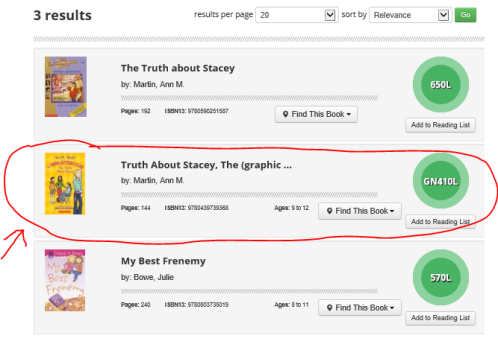 3 results
results per page 20 sort by Relevance Go
The Truth about Stacey
by: Martin, Ann M.
650L
Pages: 192 ISBN13: 9780590251587 Find This Book
Add to Reading List
Truth About Stacey, The (graphic ...
by: Martin, Ann M.
GN410L
Pages: 144 ISBN13: 9780439739368 Ages: 9 to 12 Find This Book
Add to Reading List
My Best Frenemy
by: Bowe, Julie
My Best Frenemy
570L
Pages: 240 ISBN13: 9780803735019 Ages: 8 to 11 Find This Book
Add to Reading List